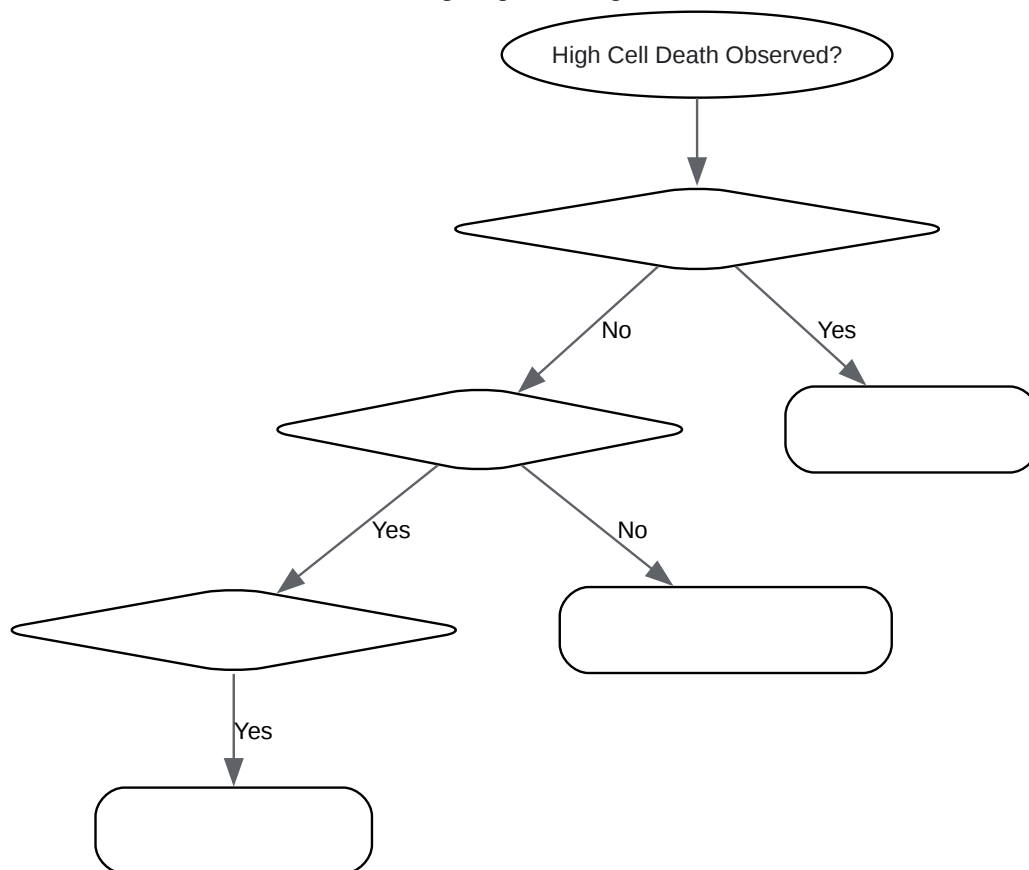 High Cell Death Observed?
No
Yes
Yes
No
Yes